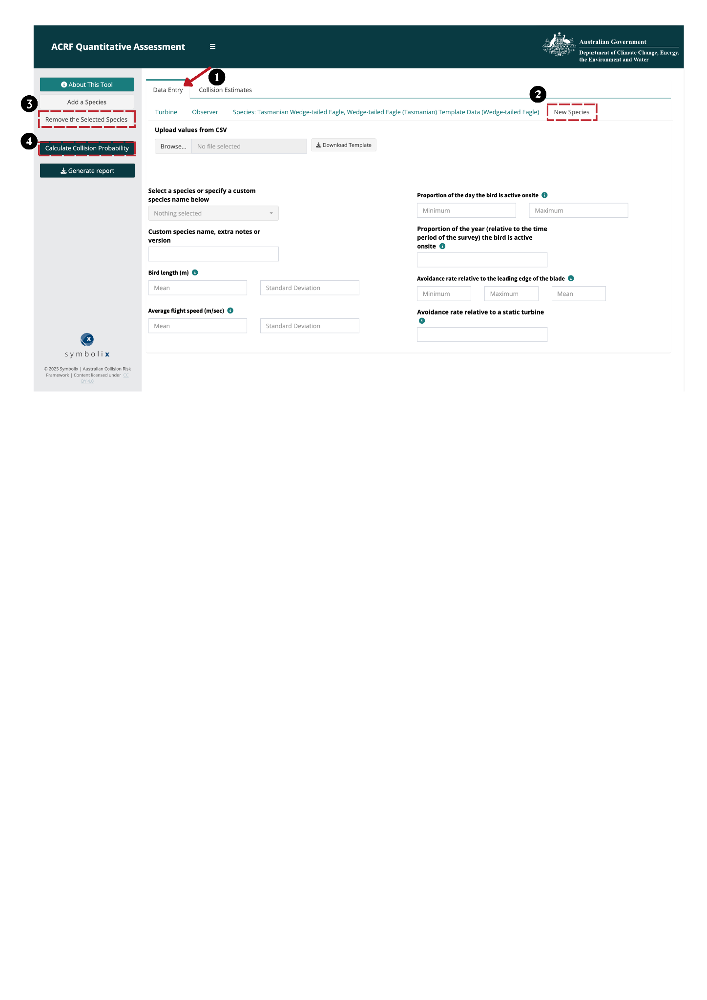 ACRF Quantitative Assessment
Australian Government
Department of Climate Change, Energy,
the Environment and Water
1
About This Tool
Data Entry
Collision Estimates
2
3
Add a Species
Turbine
Observer
Species: Tasmanian Wedge-tailed Eagle, Wedge-tailed Eagle (Tasmanian) Template Data (Wedge-tailed Eagle)
New Species
Remove the Selected Species
Upload values from CSV
4
Calculate Collision Probability
Browse...
No file selected
Download Template
Generate report
Select a species or specify a custom
species name below
Nothing selected
Custom species name, extra notes or
version
Bird length (m)
Mean
Standard Deviation
Average flight speed (m/sec)
Mean
Standard Deviation
Proportion of the day the bird is active onsite
Minimum
Maximum
Proportion of the year (relative to the time
period of the survey) the bird is active
onsite
Avoidance rate relative to the leading edge of the blade
Minimum
Maximum
Mean
Avoidance rate relative to a static turbine
x
symbolix
© 2025 Symbolix | Australian Collision Risk
Framework | Content licensed under CC
BY 4.0